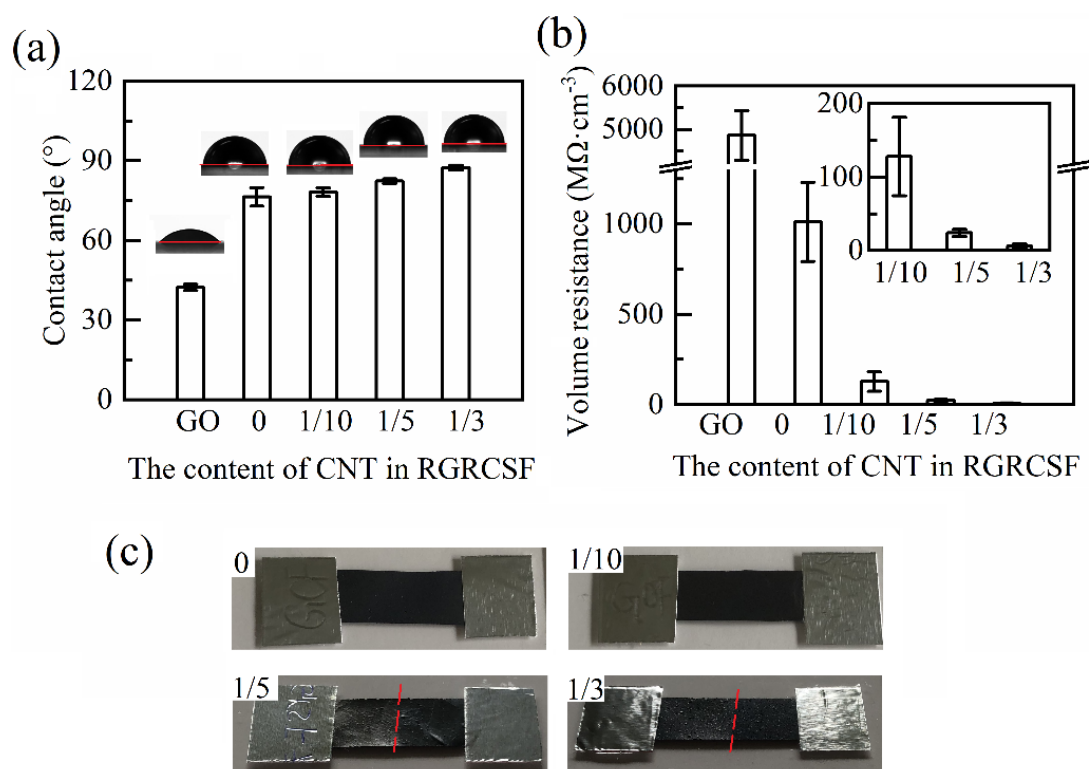 (a)
120
90
60
30
0
Contact angle (°)
GO 0 1/10 1/5 1/3
The content of CNT in RGRCSF
(b)
6000
5000
1000
500
0
Volume resistance (MΩ·cm⁻³)
200
100
0
1/10 1/5 1/3
GO 0 1/10 1/5 1/3
The content of CNT in RGRCSF
(c)
0
1/10
1/5
1/3